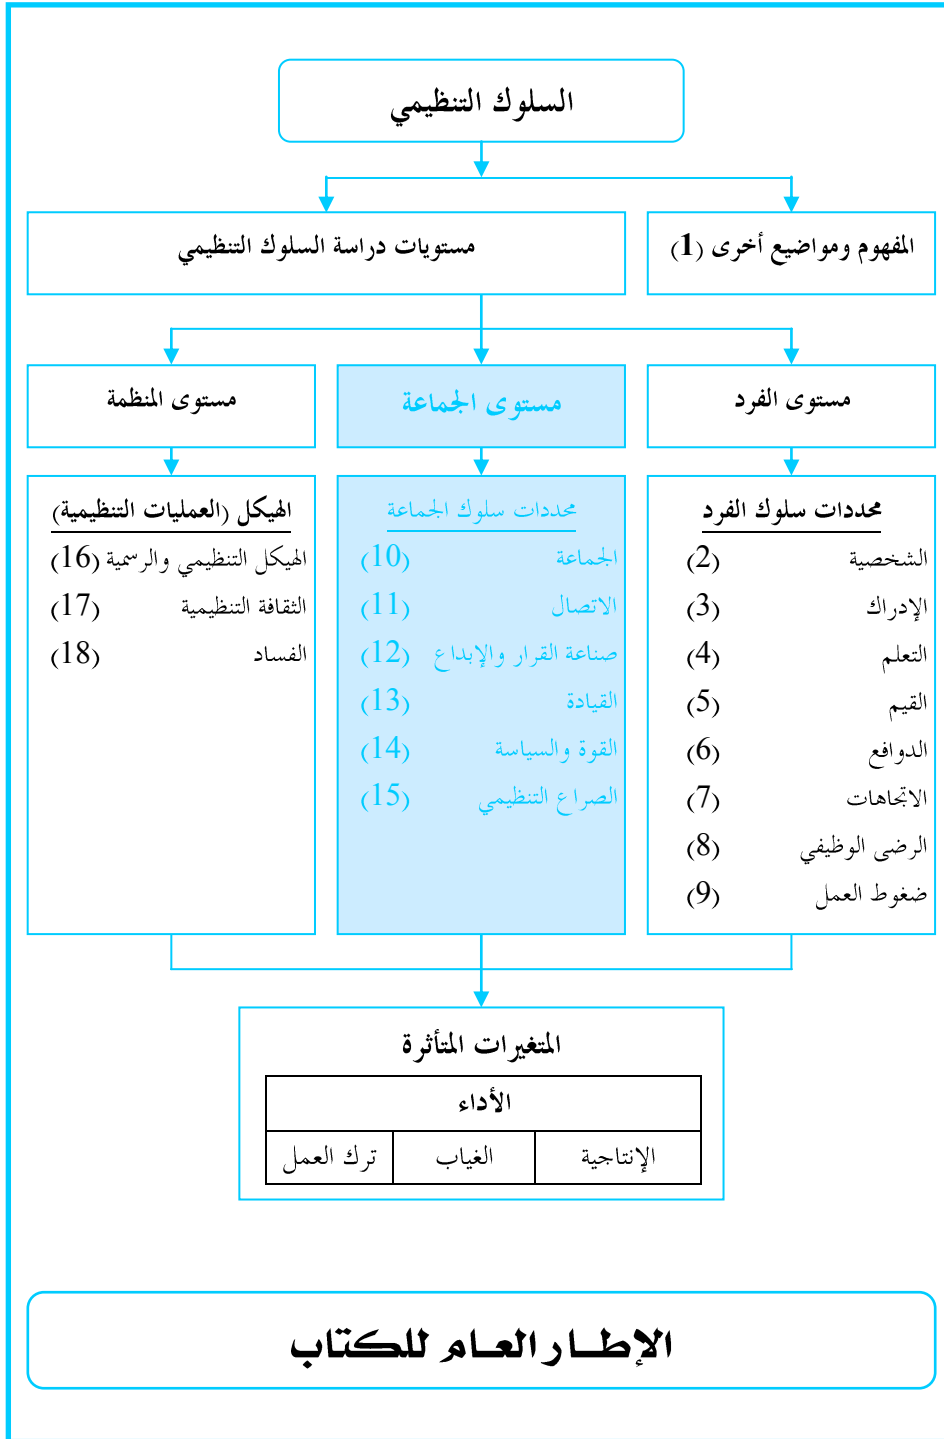 السلوك التنظيمي
المفهوم ومواضيع أخرى (1)
مستويات دراسة السلوك التنظيمي
مستوى الفرد
مستوى الجماعة
مستوى المنظمة
محددات سلوك الفرد
الشخصية (2)
الإدراك (3)
التعلم (4)
القيم (5)
الدوافع (6)
الاتجاهات (7)
الرضى الوظيفي (8)
ضغوط العمل (9)
محددات سلوك الجماعة
الجماعة (10)
الاتصال (11)
صناعة القرار والإبداع (12)
القيادة (13)
القوة والسياسة (14)
الصراع التنظيمي (15)
الهيكل (العمليات التنظيمية)
الهيكل التنظيمي والرسمية (16)
الثقافة التنظيمية (17)
الفساد (18)
المتغيرات المتأثرة
الأداء
الإنتاجية
الغياب
ترك العمل
الإطار العام للكتاب